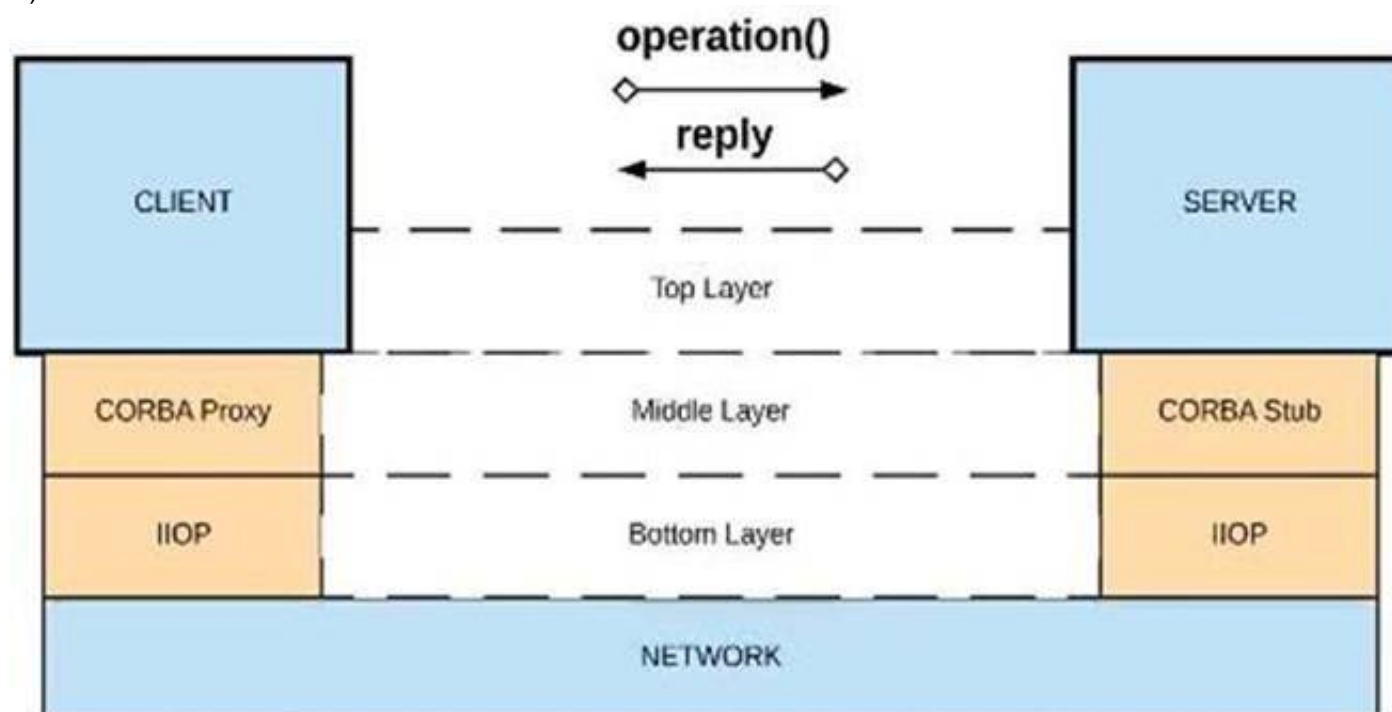 )
operation()
reply
CLIENT
SERVER
Top Layer
CORBA Proxy
Middle Layer
CORBA Stub
IIOP
Bottom Layer
IIOP
NETWORK